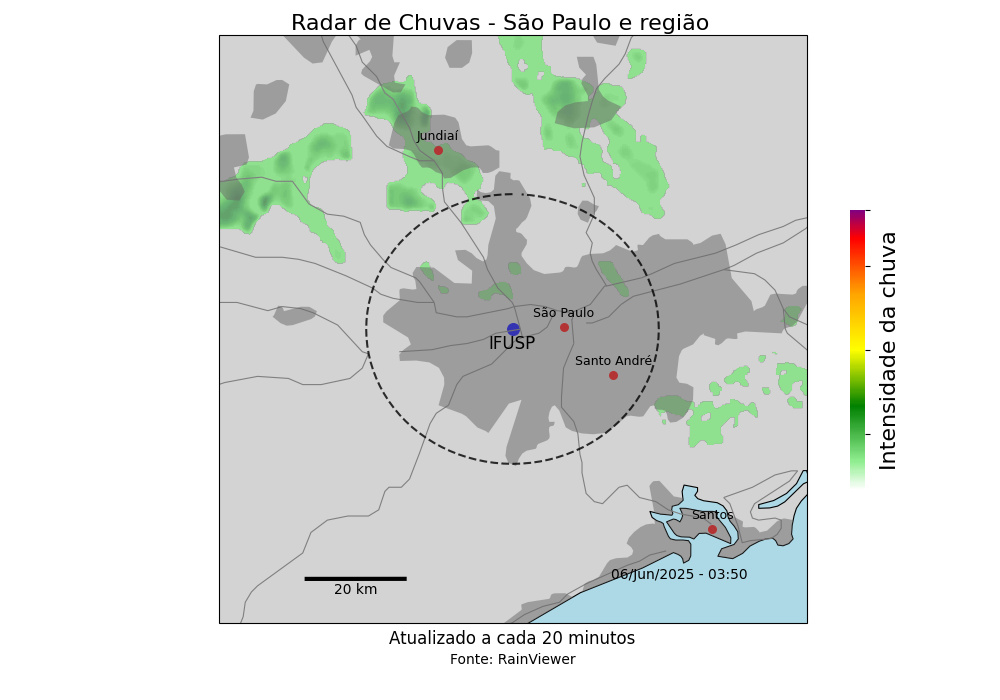 Radar de Chuvas - São Paulo e região
Jundiaí
São Paulo
IFUSP
Santo André
Intensidade da chuva
Santos
06/Jun/2025 - 03:50
20 km
Atualizado a cada 20 minutos
Fonte: RainViewer